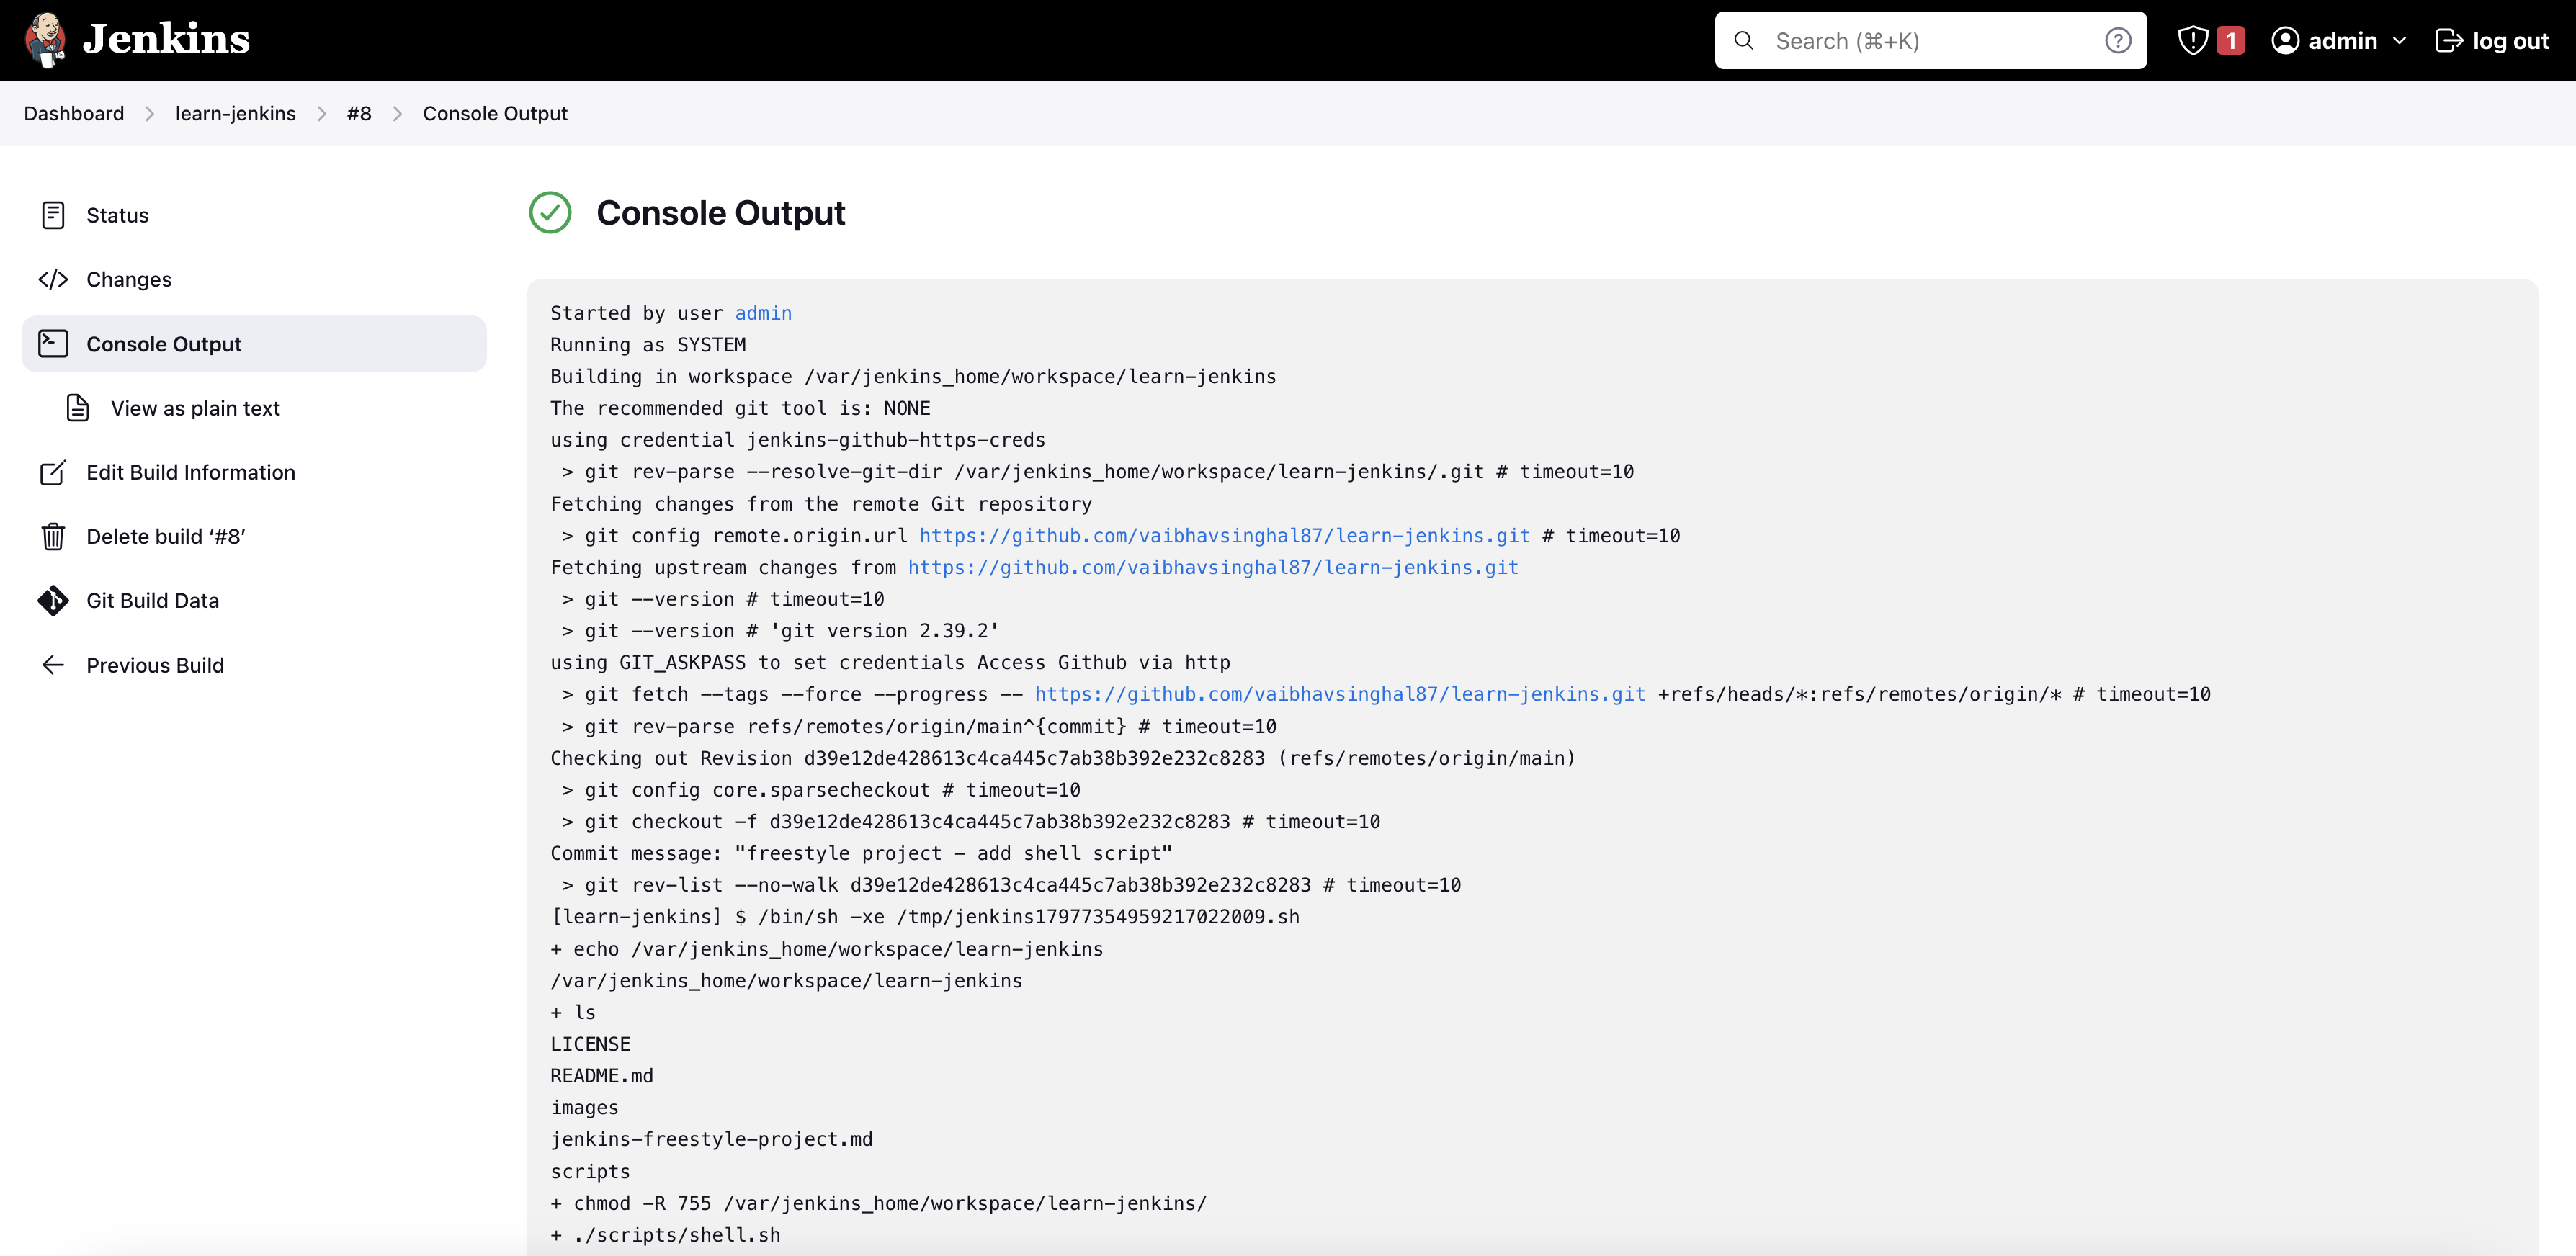 Jenkins
Search (⌘+K)
1
admin
log out
Dashboard
learn-jenkins
#8
Console Output
Status
Changes
Console Output
View as plain text
Edit Build Information
Delete build ‘#8’
Git Build Data
Previous Build
Console Output
Started by user admin
Running as SYSTEM
Building in workspace /var/jenkins_home/workspace/learn-jenkins
The recommended git tool is: NONE
using credential jenkins-github-https-creds
 > git rev-parse --resolve-git-dir /var/jenkins_home/workspace/learn-jenkins/.git # timeout=10
Fetching changes from the remote Git repository
 > git config remote.origin.url https://github.com/vaibhavsinghal87/learn-jenkins.git # timeout=10
Fetching upstream changes from https://github.com/vaibhavsinghal87/learn-jenkins.git
 > git --version # timeout=10
 > git --version # 'git version 2.39.2'
using GIT_ASKPASS to set credentials Access Github via http
 > git fetch --tags --force --progress -- https://github.com/vaibhavsinghal87/learn-jenkins.git +refs/heads/*:refs/remotes/origin/* # timeout=10
 > git rev-parse refs/remotes/origin/main^{commit} # timeout=10
Checking out Revision d39e12de428613c4ca445c7ab38b392e232c8283 (refs/remotes/origin/main)
 > git config core.sparsecheckout # timeout=10
 > git checkout -f d39e12de428613c4ca445c7ab38b392e232c8283 # timeout=10
Commit message: "freestyle project - add shell script"
 > git rev-list --no-walk d39e12de428613c4ca445c7ab38b392e232c8283 # timeout=10
[learn-jenkins] $ /bin/sh -xe /tmp/jenkins17977354959217022009.sh
+ echo /var/jenkins_home/workspace/learn-jenkins
/var/jenkins_home/workspace/learn-jenkins
+ ls
LICENSE
README.md
images
jenkins-freestyle-project.md
scripts
+ chmod -R 755 /var/jenkins_home/workspace/learn-jenkins/
+ ./scripts/shell.sh